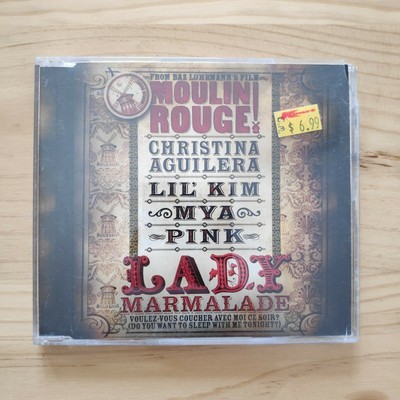 FROM BAZ LUHRMANN'S FILM
MOULIN
ROUGE!
$ 6.99
CHRISTINA
AGUILERA
LIL' KIM
MYA
PINK
LADY
MARMALADE
VOULEZ-VOUS COUCHER AVEC MOI CE SOIR?
(DO YOU WANT TO SLEEP WITH ME TONIGHT?)